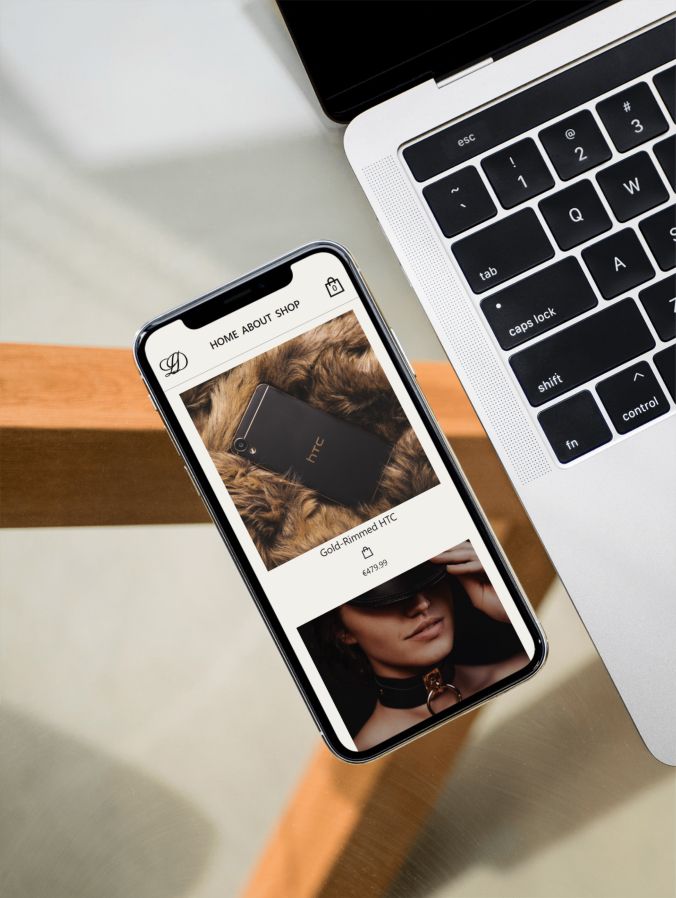 HOME ABOUT SHOP
0
hTC
Gold-Rimmed HTC
€479.99
esc
~
`
!
1
@
2
#
3
tab
Q
W
caps lock
A
S
shift
Z
fn
^
control